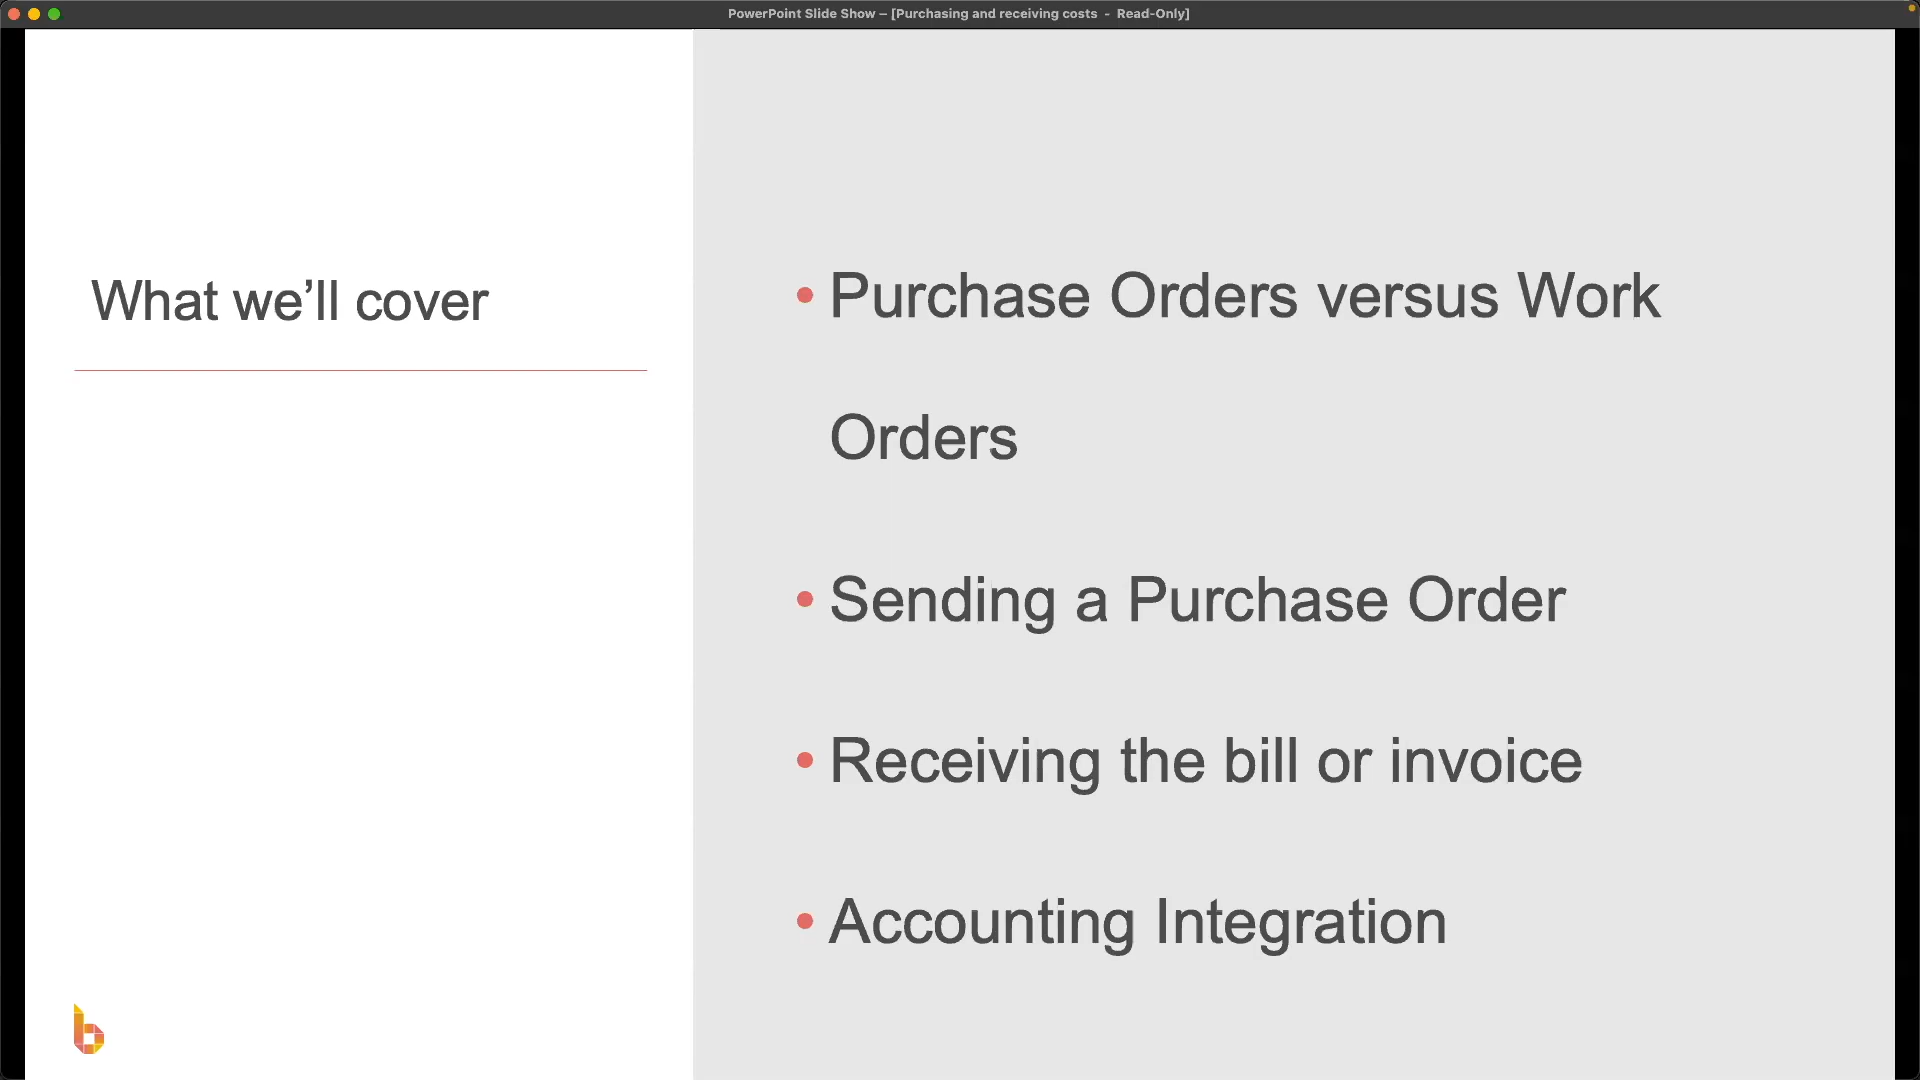 PowerPoint Slide Show – [Purchasing and receiving costs - Read-Only]
What we’ll cover
• Purchase Orders versus Work
Orders
• Sending a Purchase Order
• Receiving the bill or invoice
• Accounting Integration
b